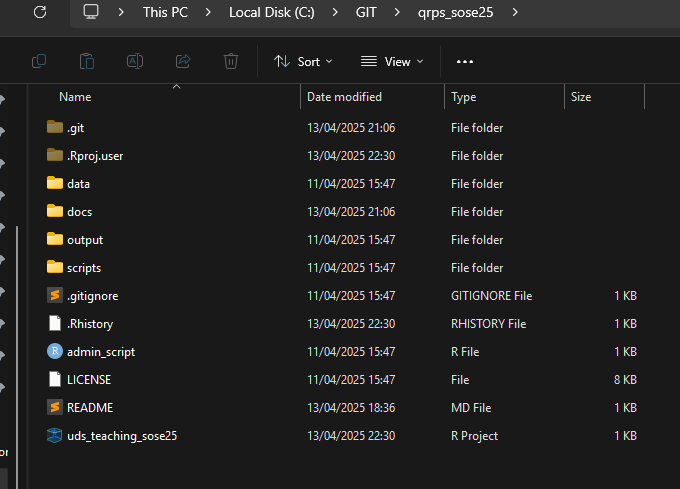 This PC > Local Disk (C:) > GIT > qrps_sose25 >
Sort View
Name Date modified Type Size
.git 13/04/2025 21:06 File folder
.Rproj.user 13/04/2025 22:30 File folder
data 11/04/2025 15:47 File folder
docs 13/04/2025 21:06 File folder
output 11/04/2025 15:47 File folder
scripts 11/04/2025 15:47 File folder
.gitignore 11/04/2025 15:47 GITIGNORE File 1 KB
.Rhistory 13/04/2025 22:30 RHISTORY File 1 KB
admin_script 11/04/2025 15:47 R File 1 KB
LICENSE 11/04/2025 15:47 File 8 KB
README 13/04/2025 18:36 MD File 1 KB
uds_teaching_sose25 13/04/2025 22:30 R Project 1 KB